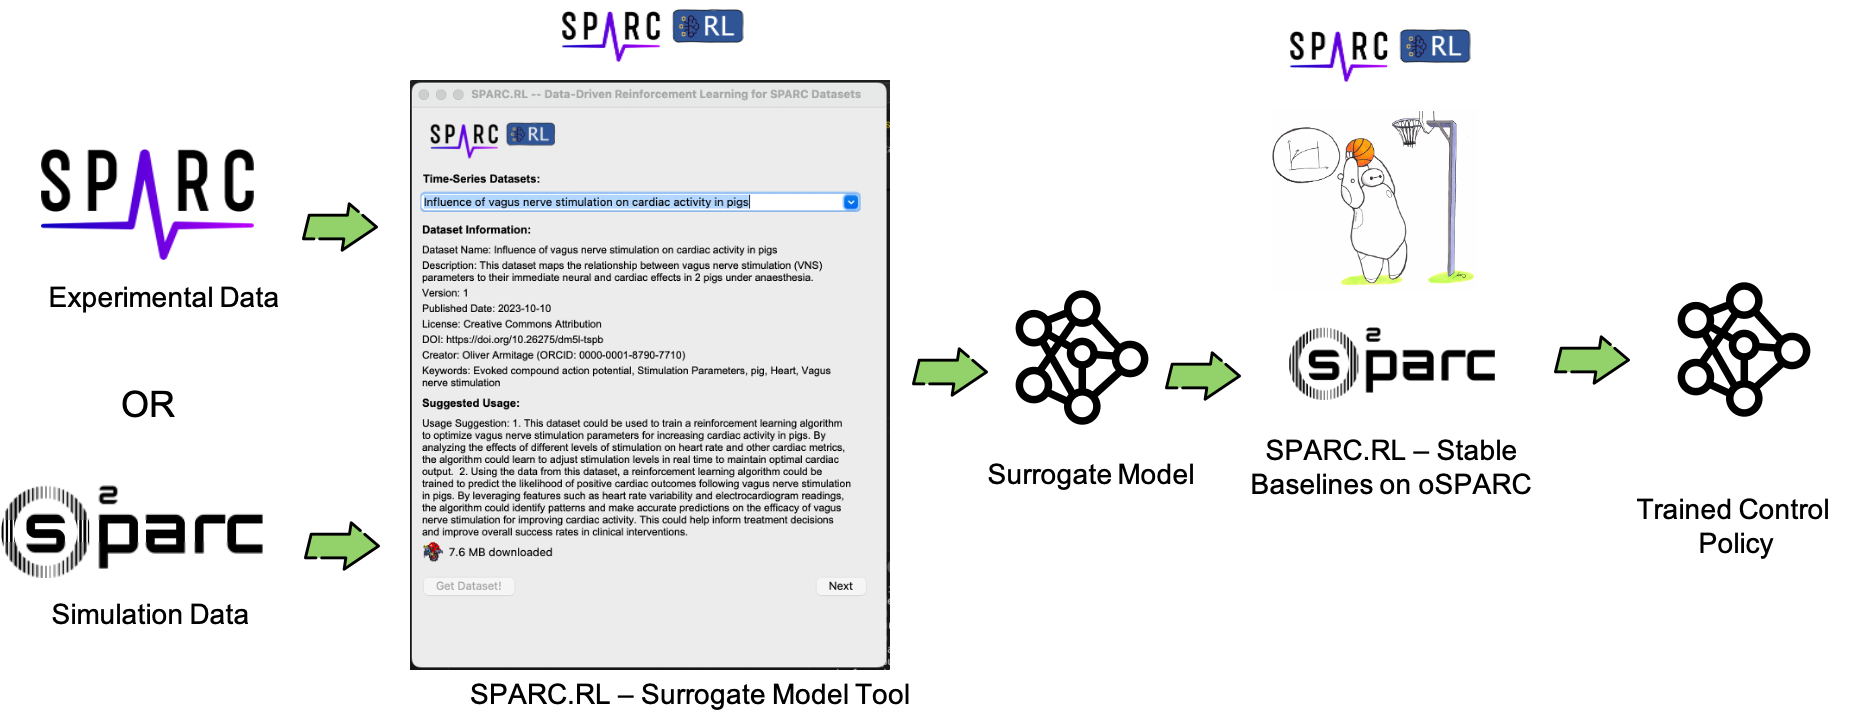 SPARC RL
SPARC RL
SPARC
Experimental Data
OR
s2parc
Simulation Data
SPARC.RL -- Data-Driven Reinforcement Learning for SPARC Datasets
SPARC RL
Time-Series Datasets:
Influence of vagus nerve stimulation on cardiac activity in pigs
Dataset Information:
Dataset Name: Influence of vagus nerve stimulation on cardiac activity in pigs
Description: This dataset maps the relationship between vagus nerve stimulation (VNS)
parameters to their immediate neural and cardiac effects in 2 pigs under anaesthesia.
Version: 1
Published Date: 2023-10-10
License: Creative Commons Attribution
DOI: https://doi.org/10.26275/dm5l-tspb
Creator: Oliver Armitage (ORCID: 0000-0001-8790-7710)
Keywords: Evoked compound action potential, Stimulation Parameters, pig, Heart, Vagus
nerve stimulation
Suggested Usage:
Usage Suggestion: 1. This dataset could be used to train a reinforcement learning algorithm
to optimize vagus nerve stimulation parameters for increasing cardiac activity in pigs. By
analyzing the effects of different levels of stimulation on heart rate and other cardiac metrics,
the algorithm could learn to adjust stimulation levels in real time to maintain optimal cardiac
output. 2. Using the data from this dataset, a reinforcement learning algorithm could be
trained to predict the likelihood of positive cardiac outcomes following vagus nerve stimulation
in pigs. By leveraging features such as heart rate variability and electrocardiogram readings,
the algorithm could identify patterns and make accurate predictions on the efficacy of vagus
nerve stimulation for improving cardiac activity. This could help inform treatment decisions
and improve overall success rates in clinical interventions.
7.6 MB downloaded
Get Dataset!
Next
SPARC.RL – Surrogate Model Tool
Surrogate Model
s2parc
SPARC.RL – Stable
Baselines on oSPARC
Trained Control
Policy